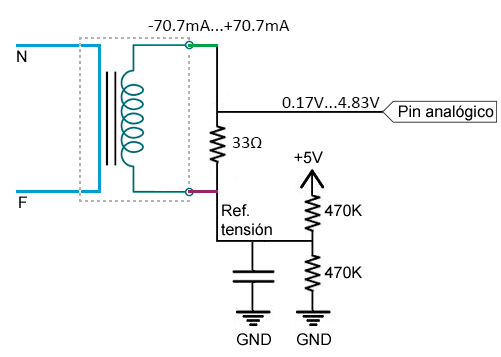 -70.7mA...+70.7mA
N
0.17V...4.83V
Pin analógico
33Ω
+5V
F
Ref.
tensión
470K
470K
GND
GND